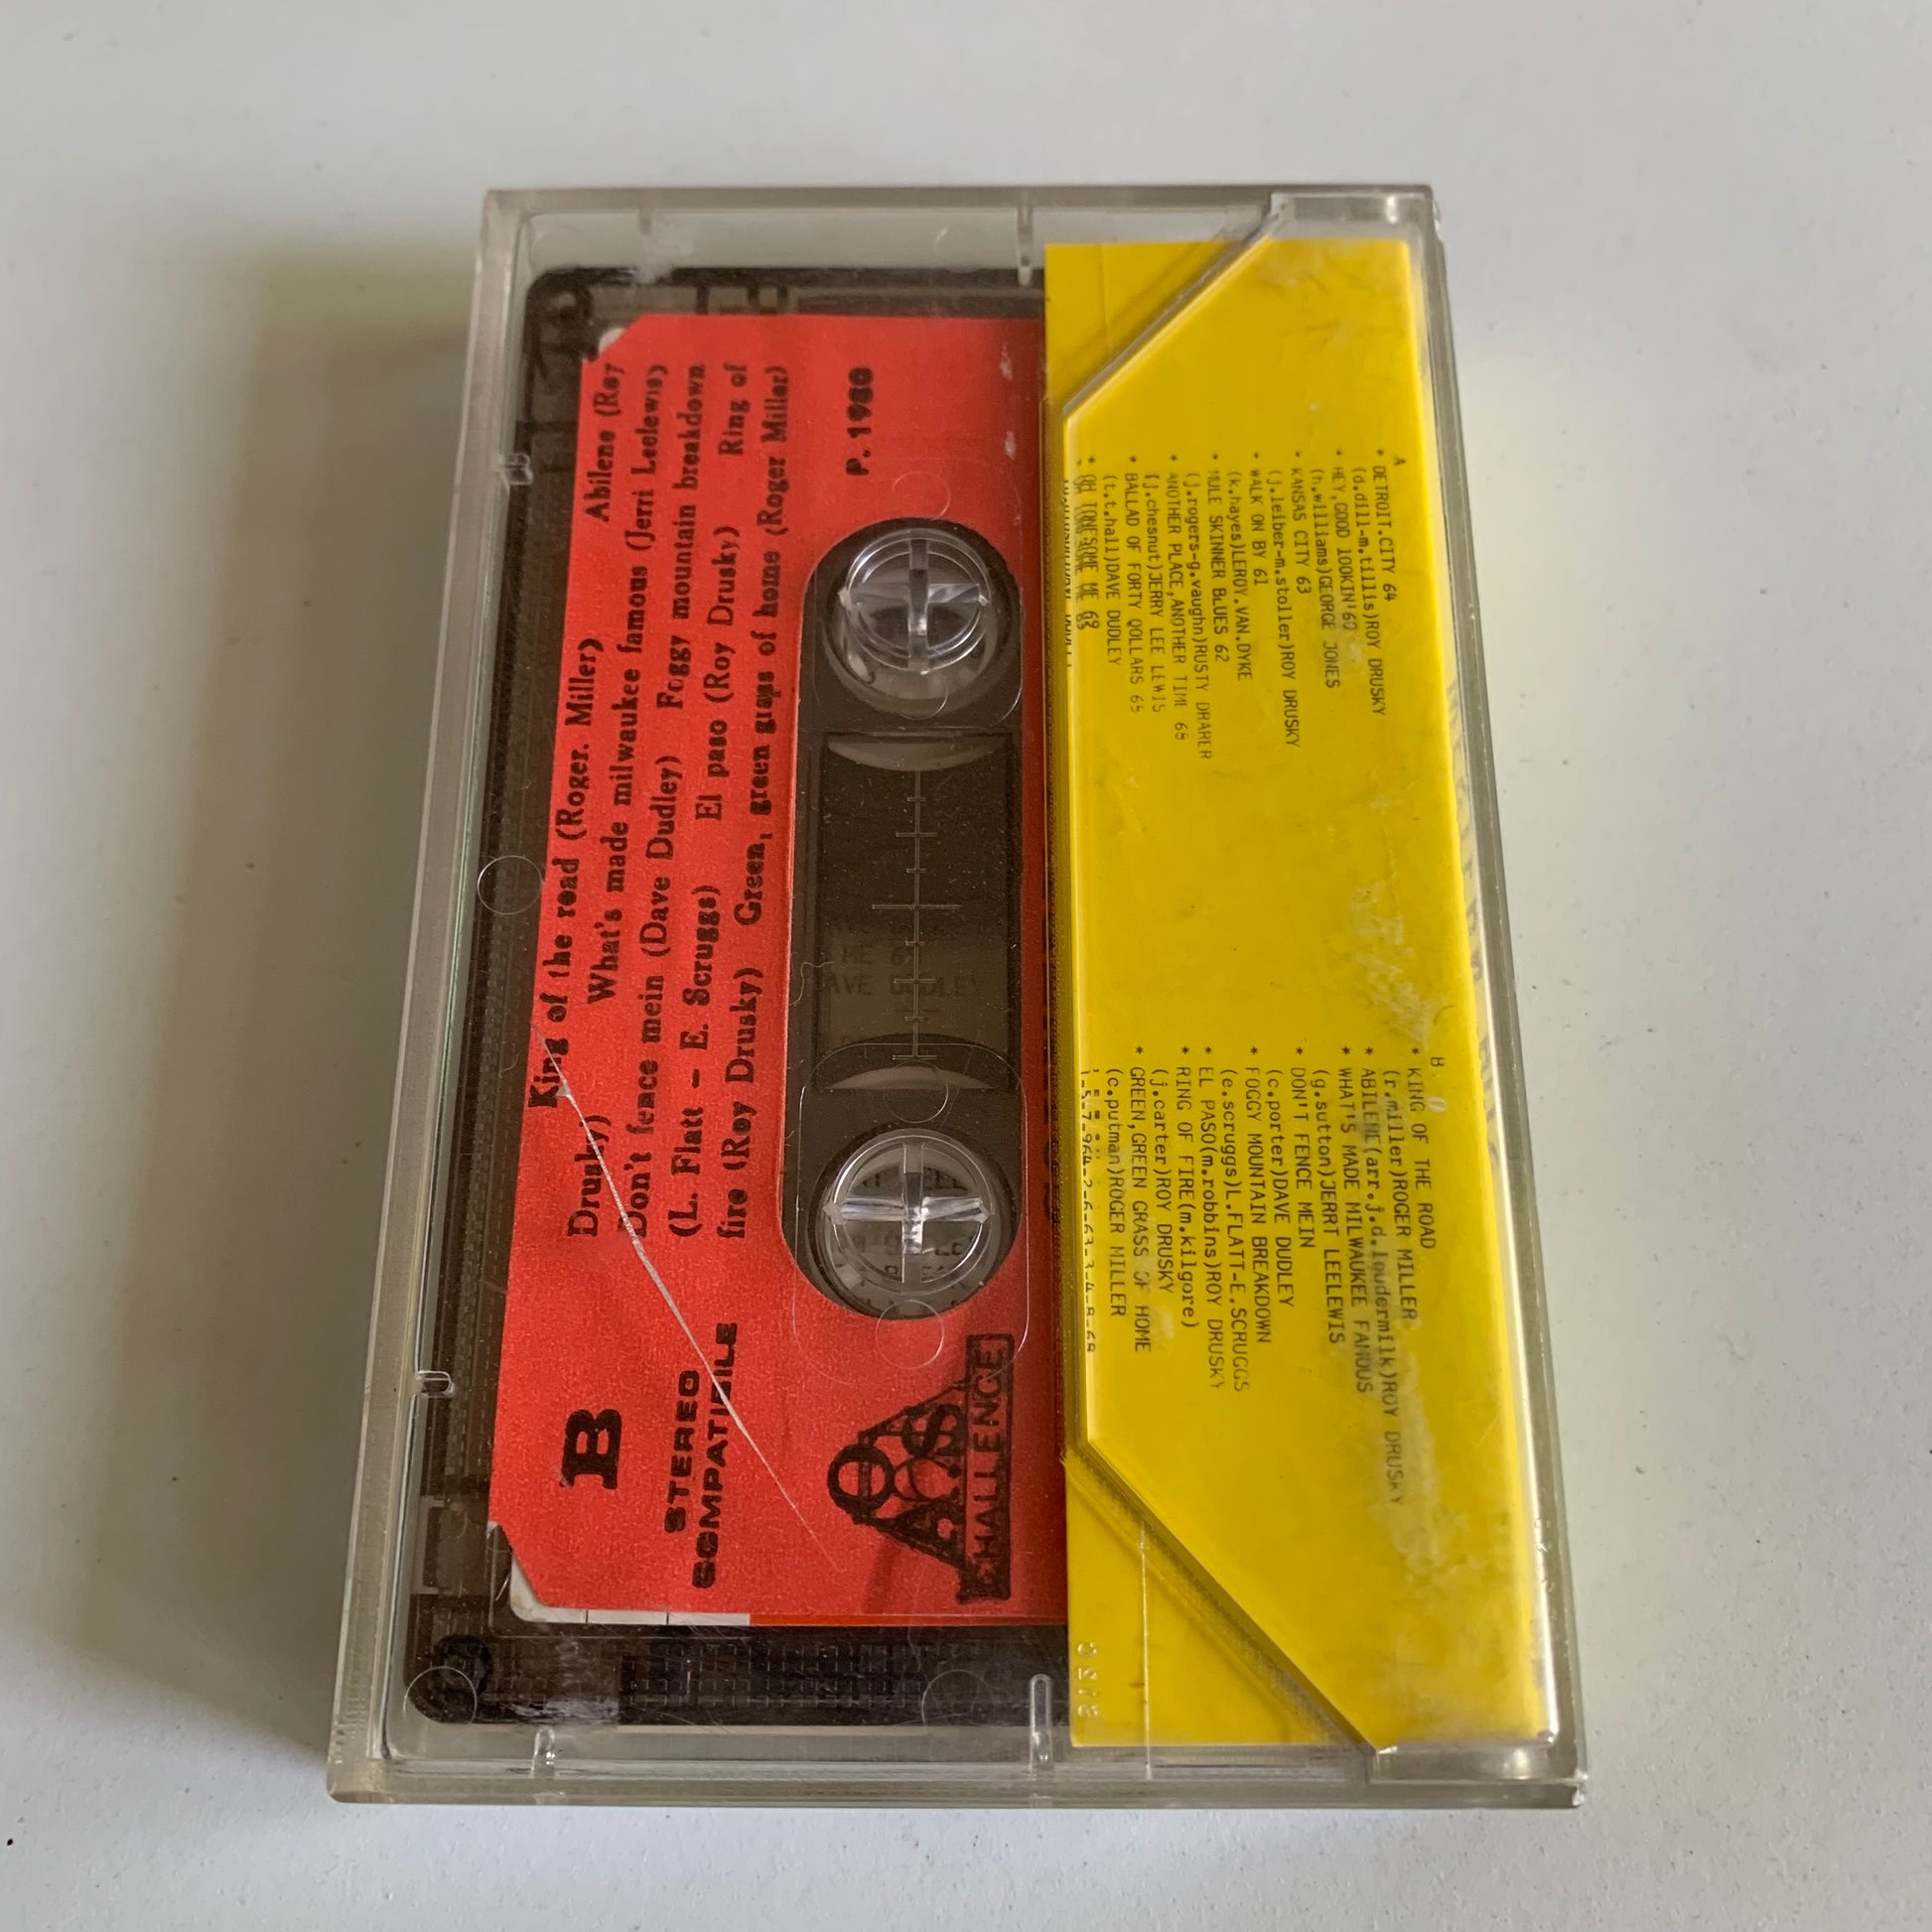 King of the road (Roger. Miller) Abilene (Roy
Drusky) What's made milwaukee famous (Jerri Leelewis)
Don't fence mein (Dave Dudley) Foggy mountain breakdown
(L. Flatt - E. Scruggs) El paso (Roy Drusky) Ring of
fire (Roy Drusky) Green, green graps of home (Roger Miller)
P. 1980
B
STEREO
COMPATIBILE
CHALLENGE
A
* DETROIT.CITY 64
(d.dill-m.tillis)ROY DRUSKY
* HEY,GOOD lOOKIN'60
(h.williams)GEORGE JONES
* KANSAS CITY 63
(j.leiber-m.stoller)ROY DRUSKY
* WALK ON BY 61
(k.hayes)LEROY.VAN.DYKE
* MULE SKINNER BLUES 62
(j.rogers-g.vaughn)RUSTY DRARER
* ANOTHER PLACE,ANOTHER TIME 66
(j.chesnut)JERRY LEE LEWIS
* BALLAD OF FORTY QOLLARS 65
(t.t.hall)DAVE DUDLEY
B
* KING OF THE ROAD
(r.miller)ROGER MILLER
* ABILENE(arr.j.d.loudermilk)ROY DRUSKY
* WHAT!S MADE MILWAUKEE FAMOUS
(g.sutton)JERRT LEELEWIS
* DON'T FENCE MEIN
(c.porter)DAVE DUDLEY
* FOGGY MOUNTAIN BREAKDOWN
(e.scruggs)L.FLATT-E.SCRUGGS
* EL PASO(m.robbins)ROY DRUSKY
* RING OF FIRE(m.kilgore)
(j.carter)ROY DRUSKY
* GREEN,GREEN GRASS OF HOME
(c.putman)ROGER MILLER